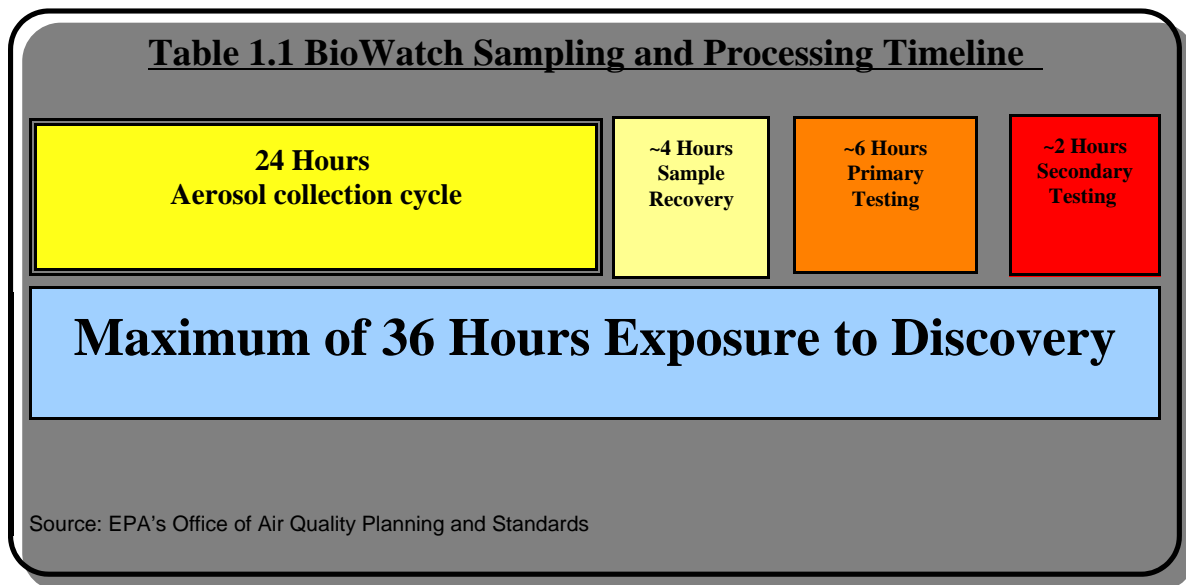 Table 1.1 BioWatch Sampling and Processing Timeline
24 Hours
Aerosol collection cycle
~4 Hours
Sample
Recovery
~6 Hours
Primary
Testing
~2 Hours
Secondary
Testing
Maximum of 36 Hours Exposure to Discovery
Source: EPA's Office of Air Quality Planning and Standards